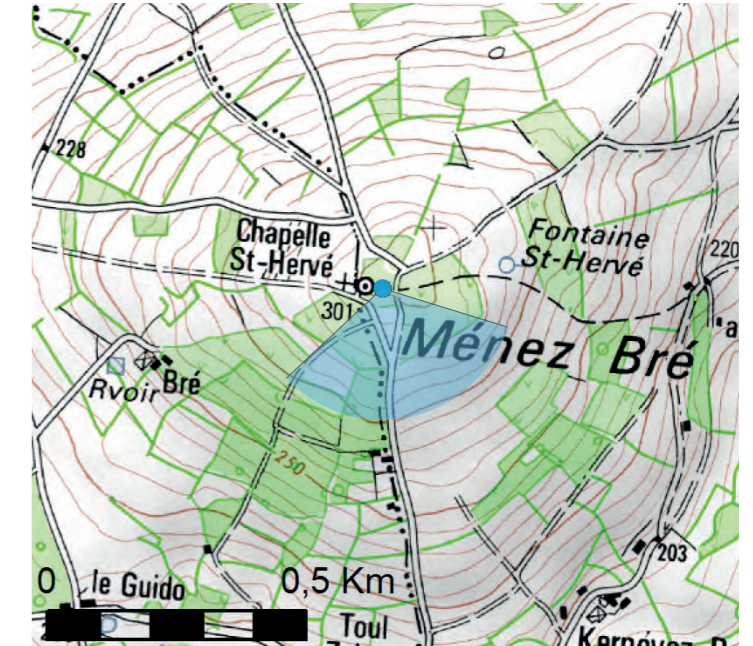 228
Chapelle
St-Hervé
Fontaine
St-Hervé
220
301
Ménez Bré
a
Rvoir
Bré
250
203
0
0,5 Km
le Guido
Toul